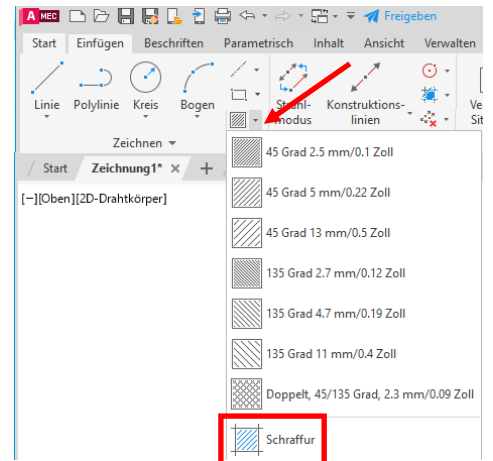 A MEC Freigeben
Start Einfügen Beschriften Parametrisch Inhalt Ansicht Verwalten
Linie Polylinie Kreis Bogen Strahl- Konstruktions-
modus linien
Zeichnen
Start Zeichnung1* × +
[−][Oben][2D-Drahtkörper]
45 Grad 2.5 mm/0.1 Zoll
45 Grad 5 mm/0.22 Zoll
45 Grad 13 mm/0.5 Zoll
135 Grad 2.7 mm/0.12 Zoll
135 Grad 4.7 mm/0.19 Zoll
135 Grad 11 mm/0.4 Zoll
Doppelt, 45/135 Grad, 2.3 mm/0.09 Zoll
Schraffur